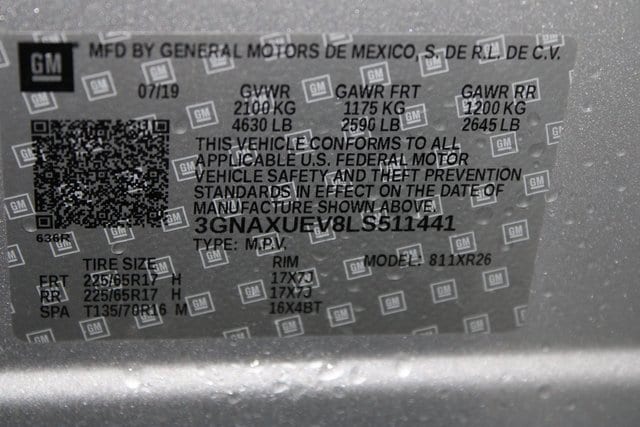 GM MFD BY GENERAL MOTORS DE MEXICO, S. DE R.L. DE C.V.
07/19 GVWR GAWR FRT GAWR RR
2100 KG 1175 KG 1200 KG
4630 LB 2590 LB 2645 LB
THIS VEHICLE CONFORMS TO ALL
APPLICABLE U.S. FEDERAL MOTOR
VEHICLE SAFETY AND THEFT PREVENTION
STANDARDS IN EFFECT ON THE DATE OF
MANUFACTURE SHOWN ABOVE.
3GNAXUEV8LS511441
636R
TYPE: M.P.V.
TIRE SIZE RIM MODEL: 811XR26
FRT 225/65R17 H 17X7J
RR 225/65R17 H 17X7J
SPA T135/70R16 M 16X4BT